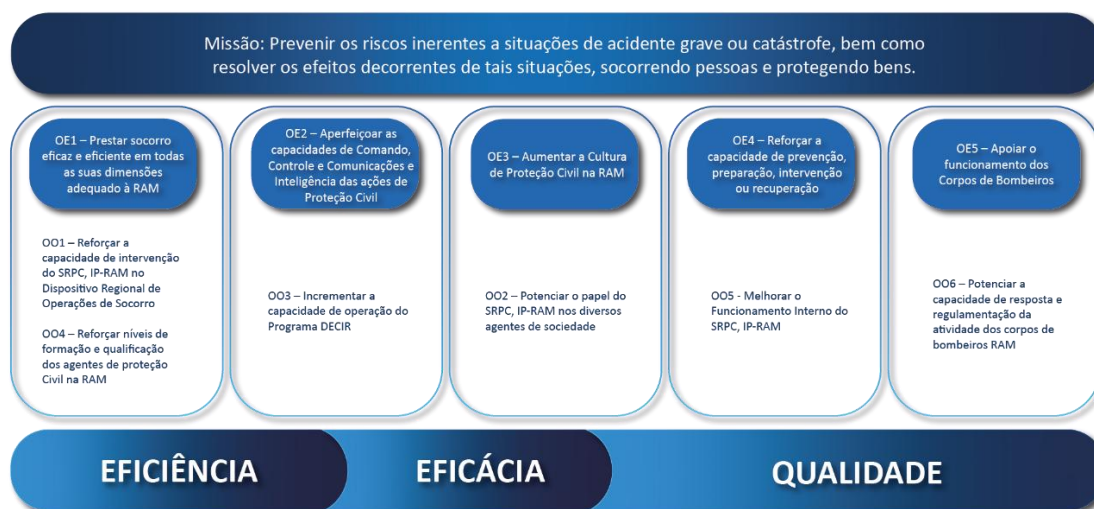 Missão: Prevenir os riscos inerentes a situações de acidente grave ou catástrofe, bem como
resolver os efeitos decorrentes de tais situações, socorrendo pessoas e protegendo bens.
OE1 – Prestar socorro
eficaz e eficiente em todas
as suas dimensões
adequado à RAM
OO1 – Reforçar a
capacidade de intervenção
do SRPC, IP-RAM no
Dispositivo Regional de
Operações de Socorro
OO4 – Reforçar níveis de
formação e qualificação
dos agentes de proteção
Civil na RAM
OE2 – Aperfeiçoar as
capacidades de Comando,
Controle e Comunicações e
Inteligência das ações de
Proteção Civil
OO3 – Incrementar a
capacidade de operação do
Programa DECIR
OE3 – Aumentar a Cultura
de Proteção Civil na RAM
OO2 – Potenciar o papel do
SRPC, IP-RAM nos diversos
agentes de sociedade
OE4 – Reforçar a
capacidade de prevenção,
preparação, intervenção
ou recuperação
OO5 - Melhorar o
Funcionamento Interno do
SRPC, IP-RAM
OE5 – Apoiar o
funcionamento dos
Corpos de Bombeiros
OO6 – Potenciar a
capacidade de resposta e
regulamentação da
atividade dos corpos de
bombeiros RAM
EFICIÊNCIA
EFICÁCIA
QUALIDADE